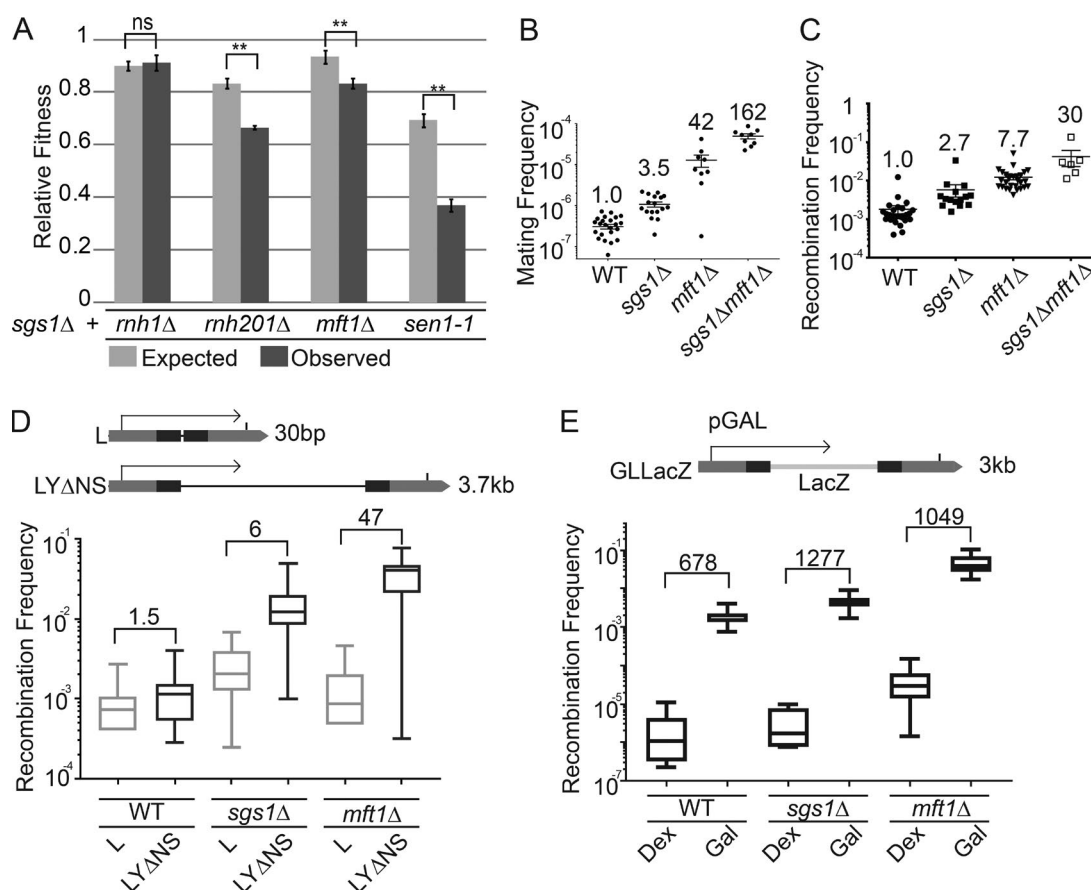 A
ns
**
**
**
1
0.8
0.6
0.4
0.2
0
Relative Fitness
sgs1Δ + rnh1Δ rnh201Δ mft1Δ sen1-1
Expected Observed
B
Mating Frequency
10-4
10-5
10-6
10-7
1.0 3.5 42 162
WT sgs1Δ mft1Δ sgs1Δmft1Δ
C
Recombination Frequency
1
10-1
10-2
10-3
10-4
1.0 2.7 7.7 30
WT sgs1Δ mft1Δ sgs1Δmft1Δ
D
L 30bp
LYΔNS 3.7kb
Recombination Frequency
10-1
10-2
10-3
10-4
1.5 6 47
WT sgs1Δ mft1Δ
L LYΔNS L LYΔNS L LYΔNS
E
pGAL
GLLacZ LacZ 3kb
Recombination Frequency
10-1
10-3
10-5
10-7
678 1277 1049
WT sgs1Δ mft1Δ
Dex Gal Dex Gal Dex Gal